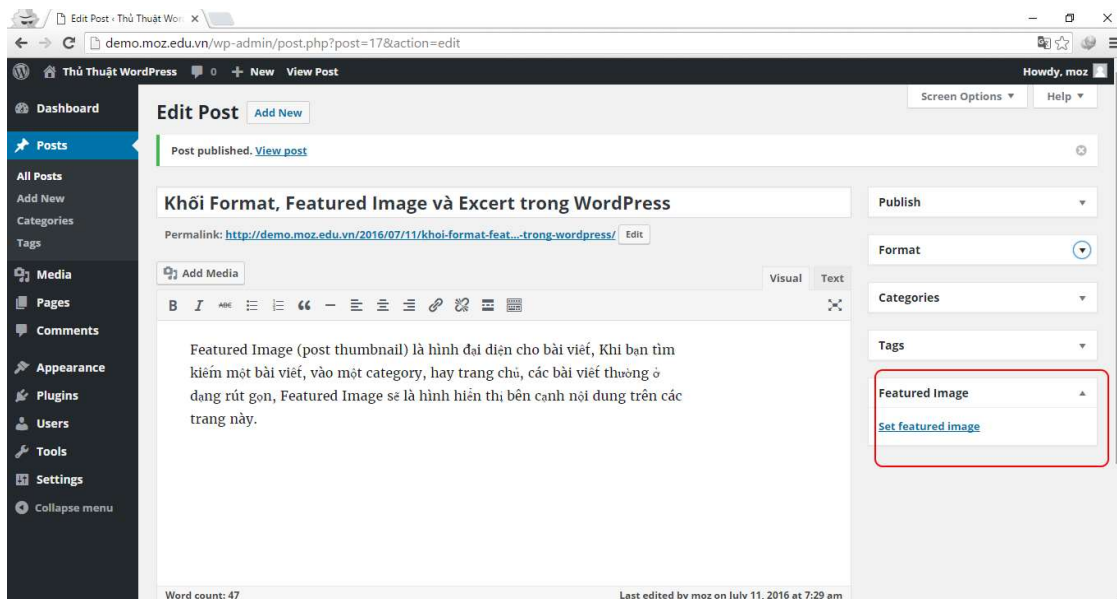 Edit Post ‹ Thủ Thuật Wor
demo.moz.edu.vn/wp-admin/post.php?post=17&action=edit
Thủ Thuật WordPress 0 + New View Post Howdy, moz
Screen Options Help
Dashboard
Posts
All Posts
Add New
Categories
Tags
Media
Pages
Comments
Appearance
Plugins
Users
Tools
Settings
Collapse menu
Edit Post Add New
Post published. View post
Khối Format, Featured Image và Excert trong WordPress
Permalink: http://demo.moz.edu.vn/2016/07/11/khoi-format-feat...-trong-wordpress/ Edit
Add Media
Visual Text
B I ABC
Featured Image (post thumbnail) là hình đại diện cho bài viết, Khi bạn tìm
kiếm một bài viết, vào một category, hay trang chủ, các bài viết thường ở
dạng rút gọn, Featured Image sẽ là hình hiển thị bên cạnh nội dung trên các
trang này.
Word count: 47 Last edited by moz on July 11, 2016 at 7:29 am
Publish
Format
Categories
Tags
Featured Image
Set featured image